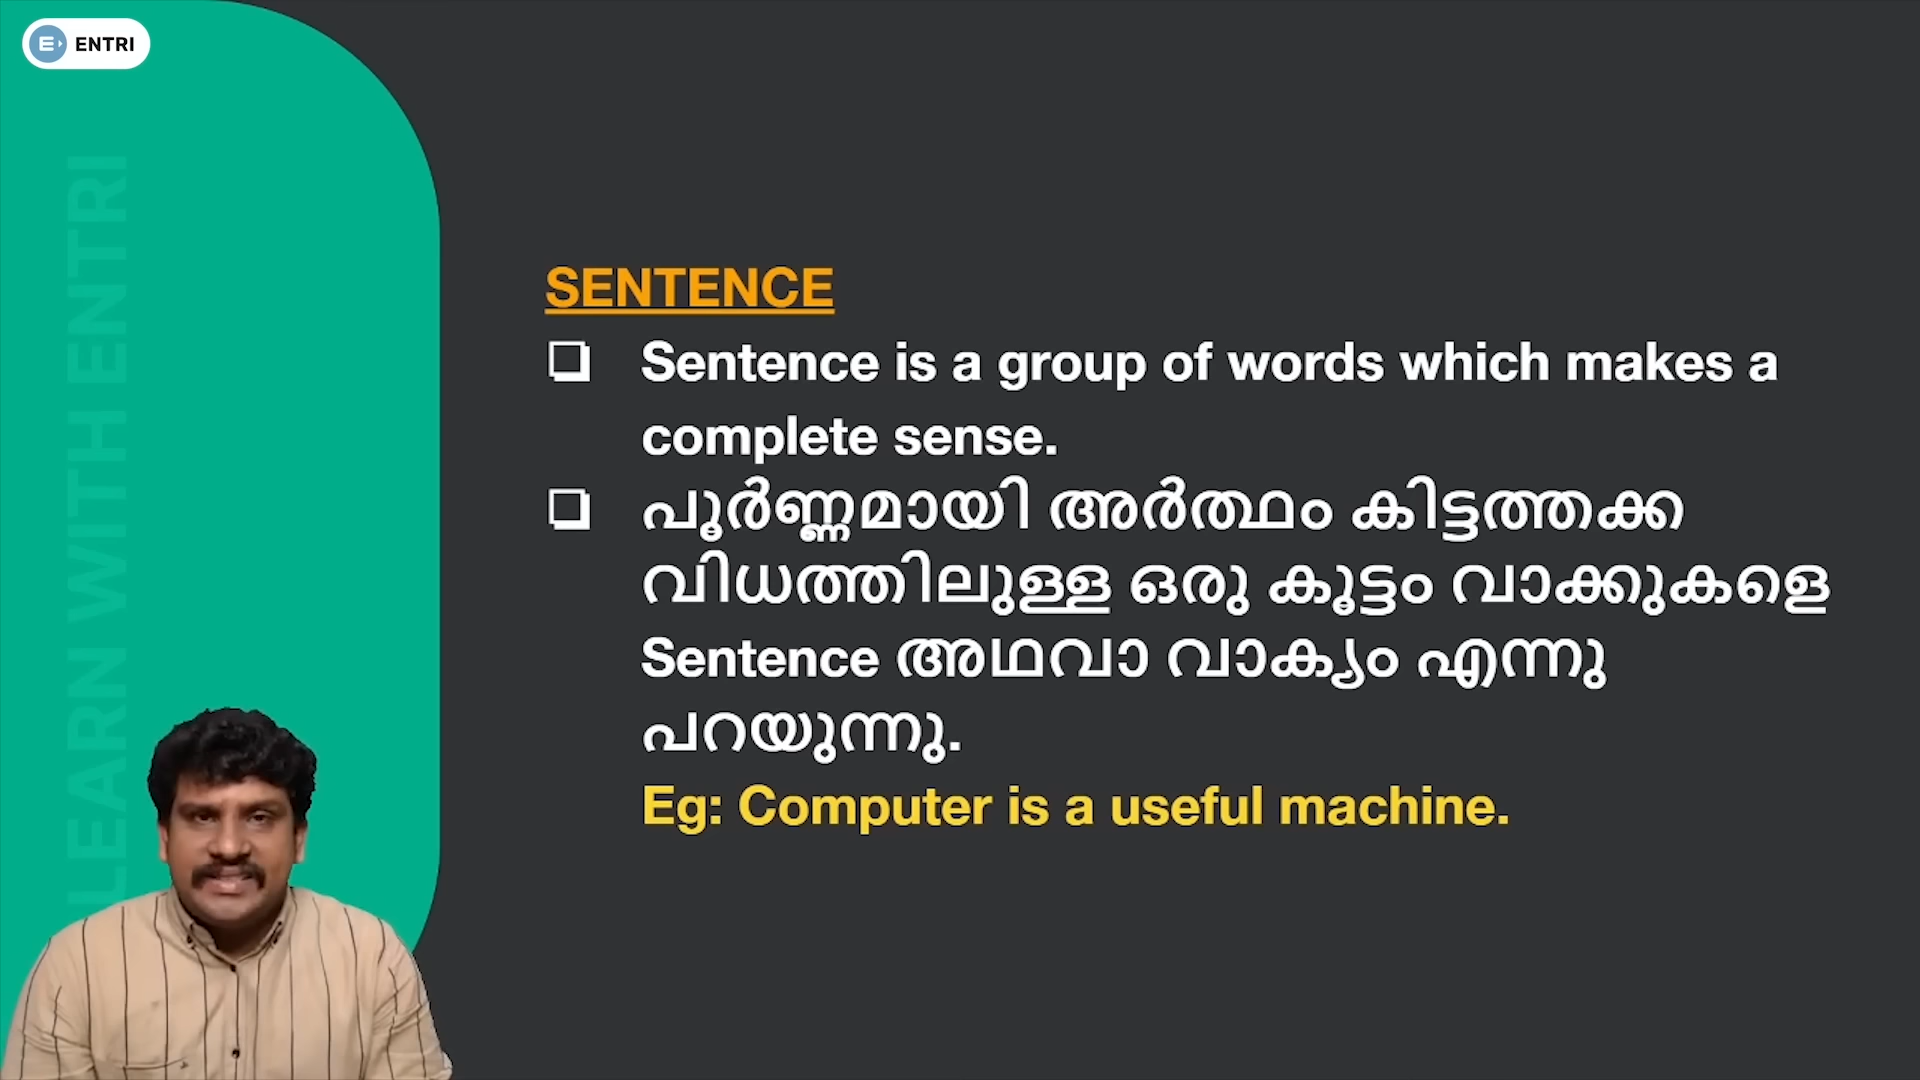 ENTRI
LEARN WITH ENTRI
SENTENCE
Sentence is a group of words which makes a
complete sense.
പൂർണ്ണമായി അർത്ഥം കിട്ടത്തക്ക
വിധത്തിലുള്ള ഒരു കൂട്ടം വാക്കുകളെ
Sentence അഥവാ വാക്യം എന്നു
പറയുന്നു.
Eg: Computer is a useful machine.